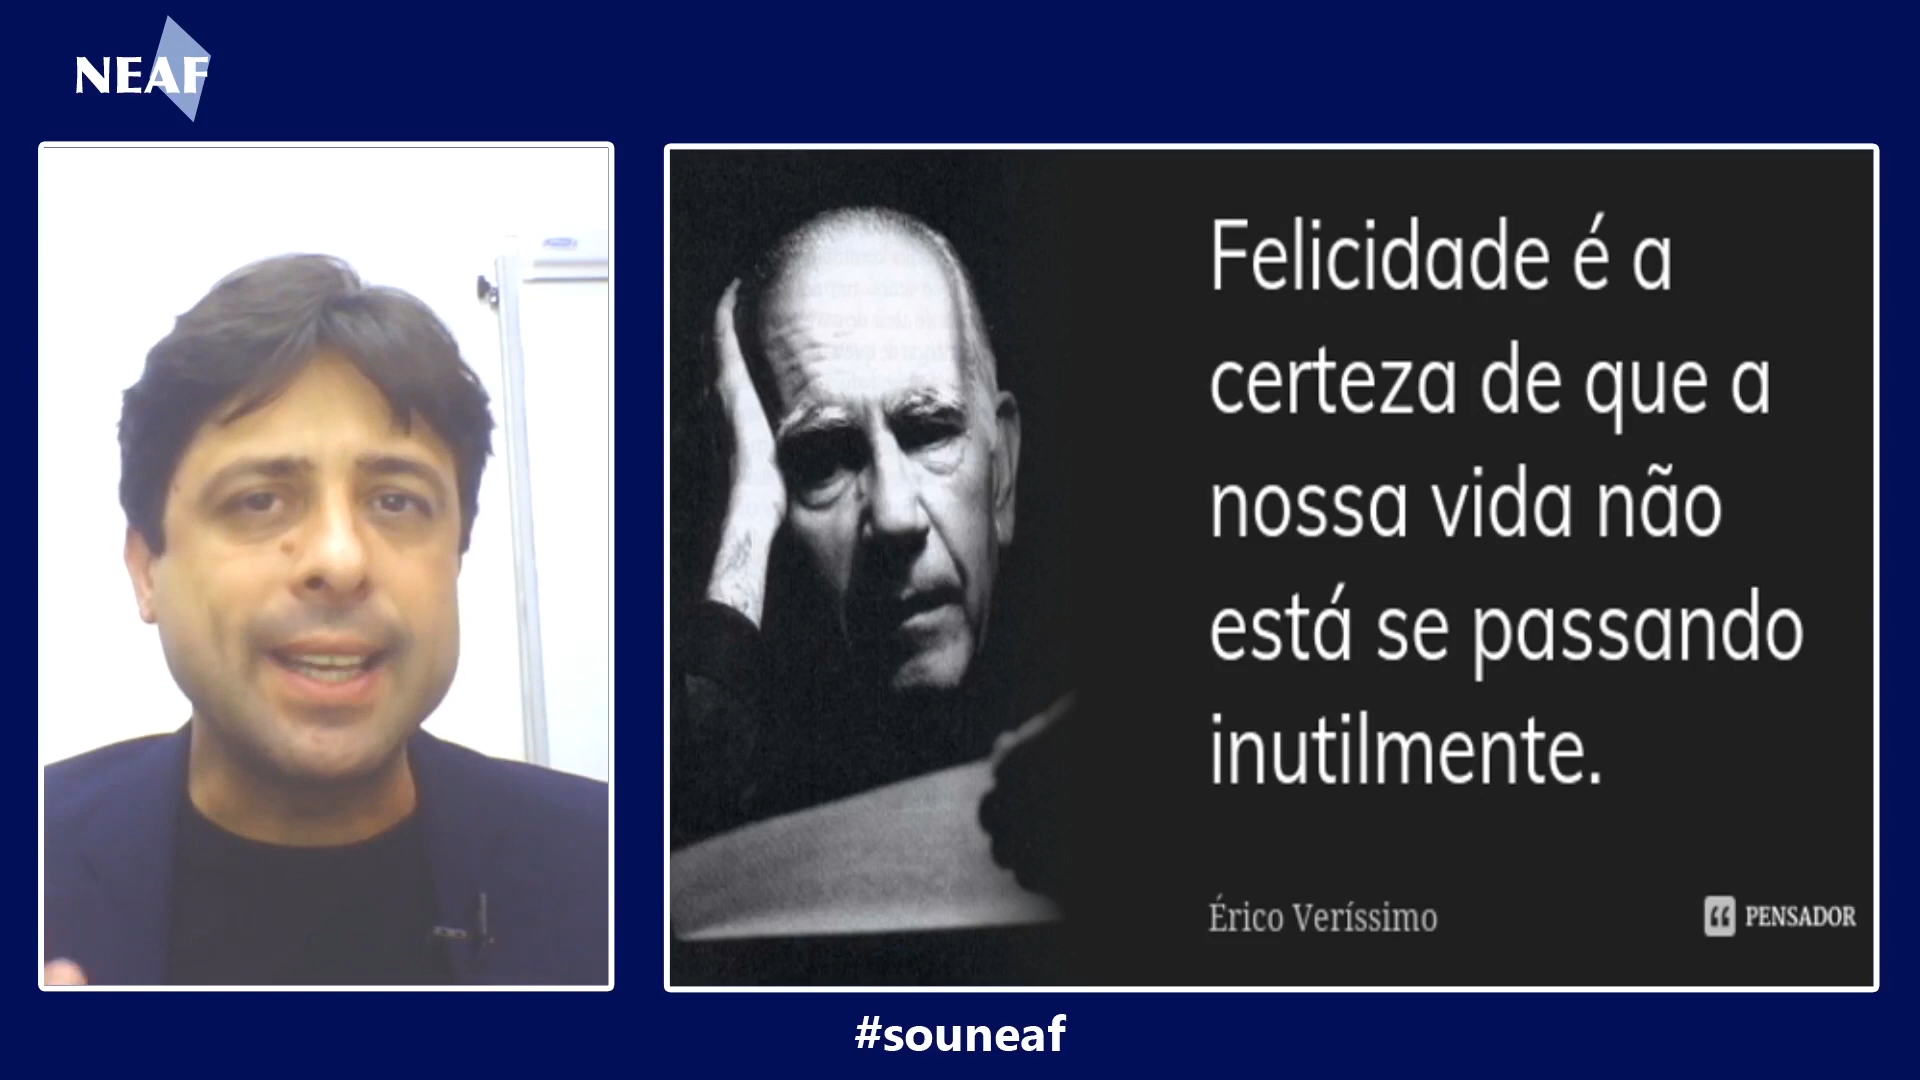 NEAF
Felicidade é a
certeza de que a
nossa vida não
está se passando
inutilmente.
Érico Veríssimo
PENSADOR
#souneaf